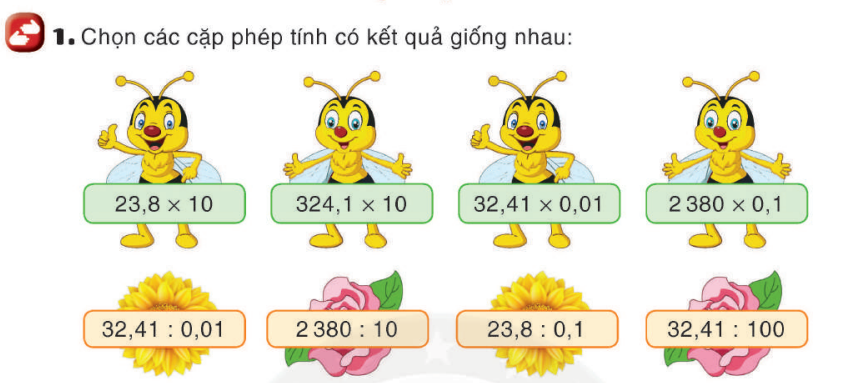 1. Chọn các cặp phép tính có kết quả giống nhau:
23,8 × 10
324,1 × 10
32,41 × 0,01
2 380 × 0,1
32,41 : 0,01
2 380 : 10
23,8 : 0,1
32,41 : 100